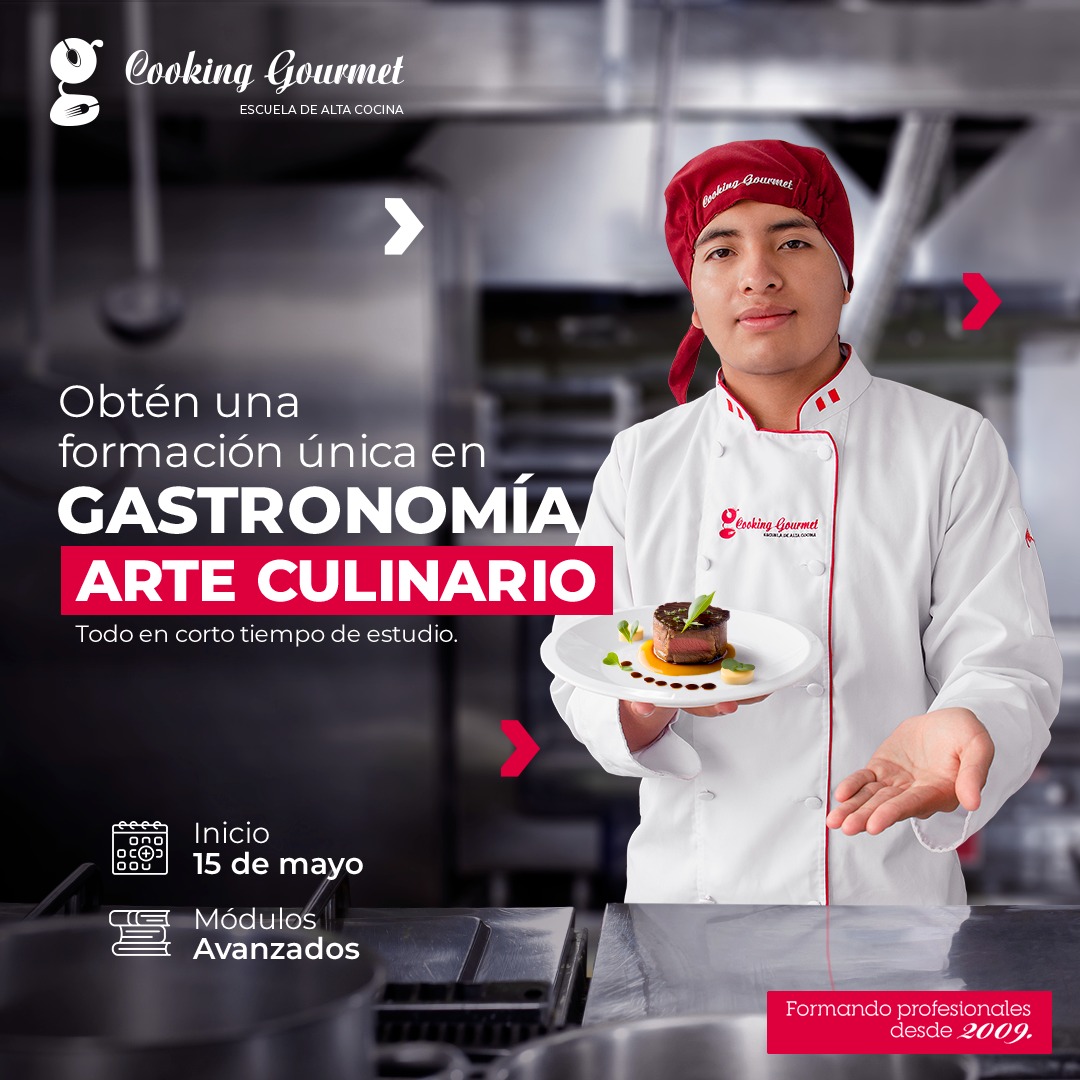 Cooking Gourmet
ESCUELA DE ALTA COCINA
Cooking Gourmet
Obtén una
formación única en
GASTRONOMÍA
ARTE CULINARIO
Todo en corto tiempo de estudio.
Cooking Gourmet
ESCUELA DE ALTA COCINA
Inicio
15 de mayo
Módulos
Avanzados
Formando profesionales
desde 2009.